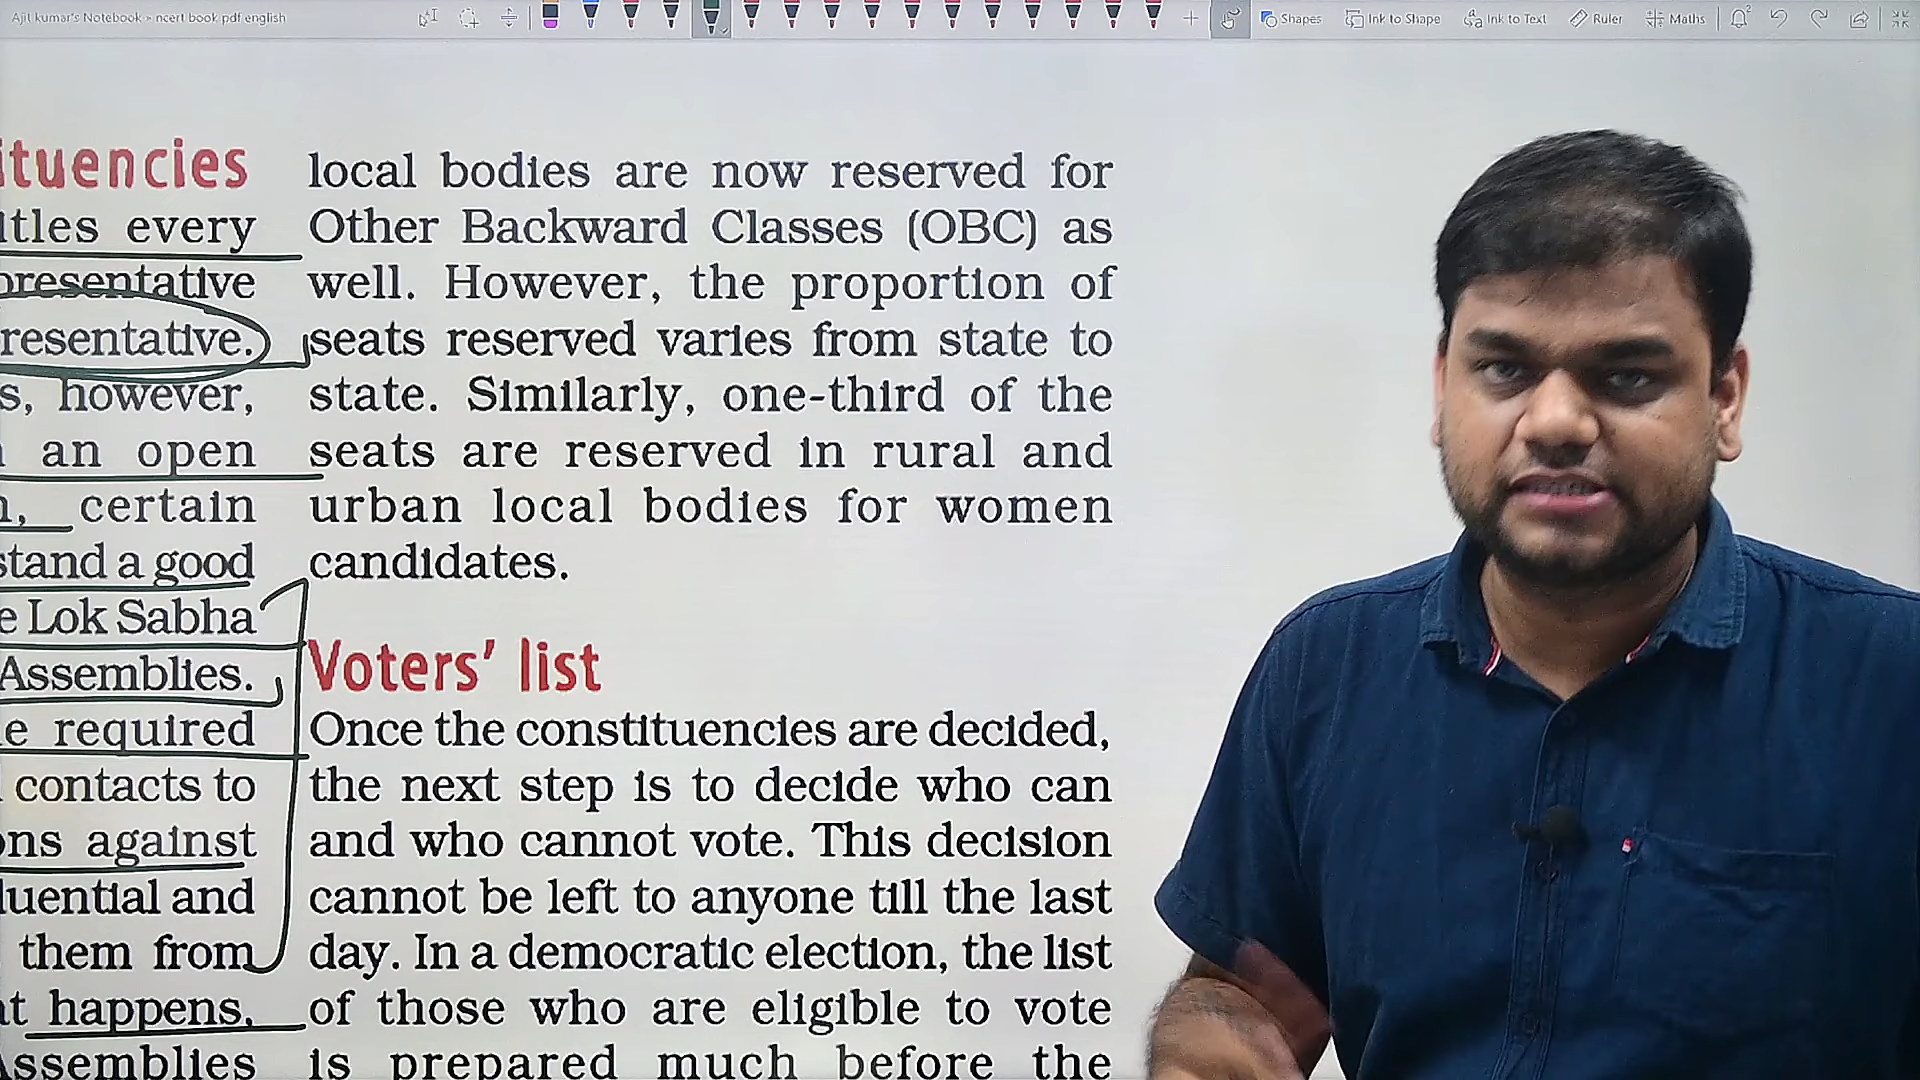 Ajit kumar's Notebook > ncert book pdf english
Shapes
Ink to Shape
Ink to Text
Ruler
Maths
ituencies
itles every
presentative
resentative.
s, however,
an open
n, certain
stand a good
e Lok Sabha
Assemblies.
e required
contacts to
ons against
luential and
them from
at happens,
Assemblies
local bodies are now reserved for
Other Backward Classes (OBC) as
well. However, the proportion of
seats reserved varies from state to
state. Similarly, one-third of the
seats are reserved in rural and
urban local bodies for women
candidates.
Voters' list
Once the constituencies are decided,
the next step is to decide who can
and who cannot vote. This decision
cannot be left to anyone till the last
day. In a democratic election, the list
of those who are eligible to vote
is prepared much before the